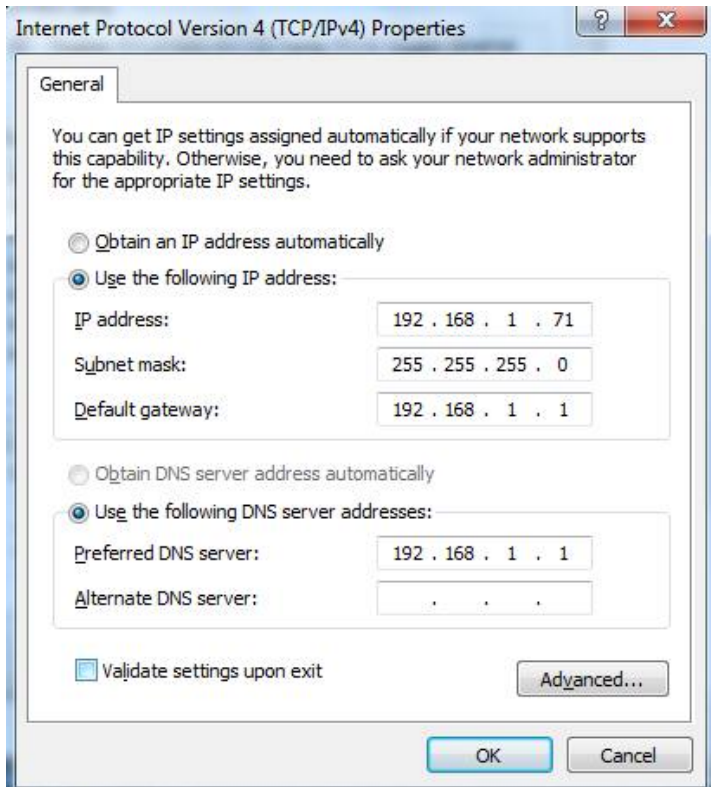 Internet Protocol Version 4 (TCP/IPv4) Properties
General
You can get IP settings assigned automatically if your network supports
this capability. Otherwise, you need to ask your network administrator
for the appropriate IP settings.
Obtain an IP address automatically
Use the following IP address:
IP address: 192 . 168 . 1 . 71
Subnet mask: 255 . 255 . 255 . 0
Default gateway: 192 . 168 . 1 . 1
Obtain DNS server address automatically
Use the following DNS server addresses:
Preferred DNS server: 192 . 168 . 1 . 1
Alternate DNS server: . . .
Validate settings upon exit
Advanced...
OK Cancel